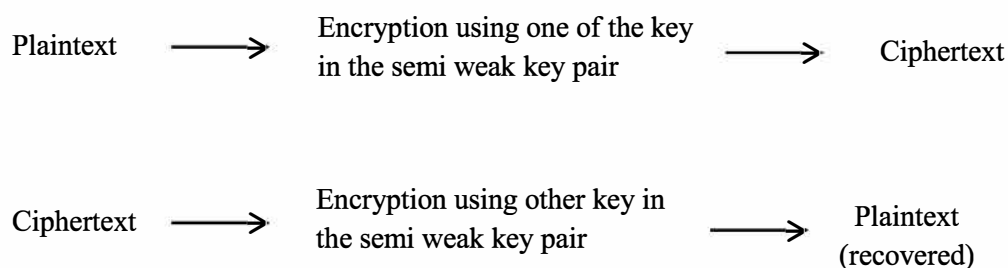 Plaintext
Encryption using one of the key
in the semi weak key pair
Ciphertext
Ciphertext
Encryption using other key in
the semi weak key pair
Plaintext
(recovered)